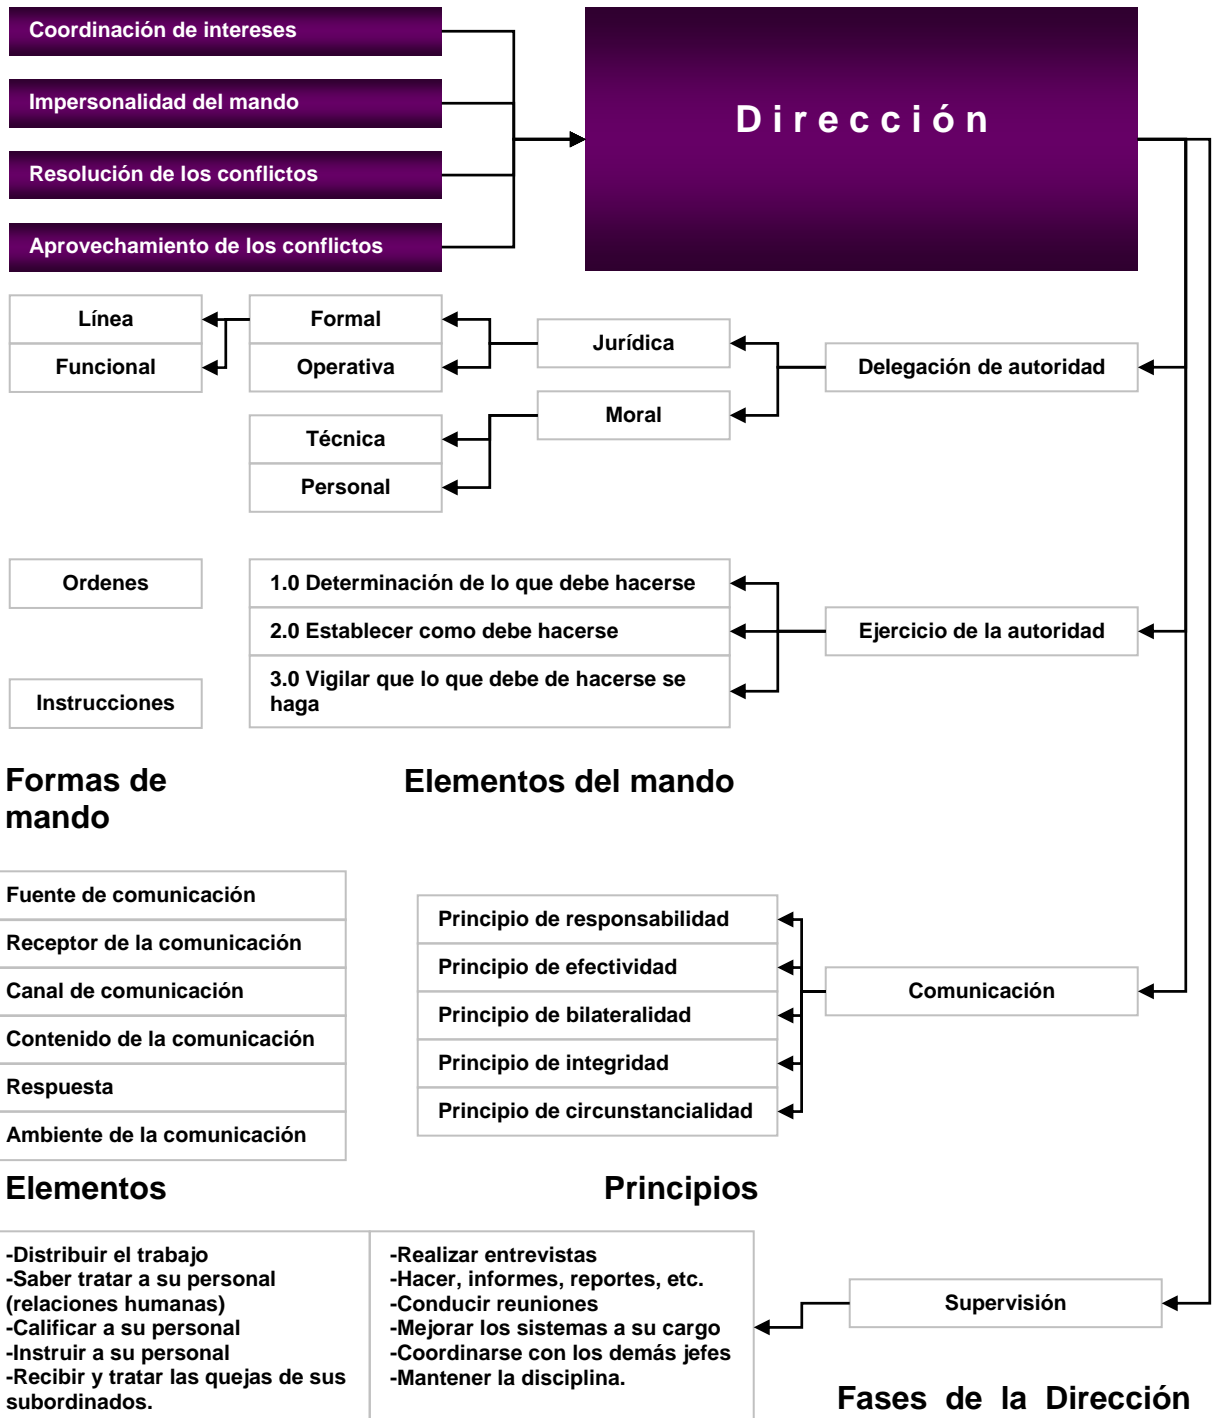 Coordinación de intereses
Impersonalidad del mando
Resolución de los conflictos
Aprovechamiento de los conflictos
Dirección
Línea
Funcional
Formal
Operativa
Jurídica
Moral
Técnica
Personal
Delegación de autoridad
Ordenes
Instrucciones
1.0 Determinación de lo que debe hacerse
2.0 Establecer como debe hacerse
3.0 Vigilar que lo que debe de hacerse se
haga
Ejercicio de la autoridad
Formas de
mando
Elementos del mando
Fuente de comunicación
Receptor de la comunicación
Canal de comunicación
Contenido de la comunicación
Respuesta
Ambiente de la comunicación
Principio de responsabilidad
Principio de efectividad
Principio de bilateralidad
Principio de integridad
Principio de circunstancialidad
Comunicación
Elementos
Principios
-Distribuir el trabajo
-Saber tratar a su personal
(relaciones humanas)
-Calificar a su personal
-Instruir a su personal
-Recibir y tratar las quejas de sus
subordinados.
-Realizar entrevistas
-Hacer, informes, reportes, etc.
-Conducir reuniones
-Mejorar los sistemas a su cargo
-Coordinarse con los demás jefes
-Mantener la disciplina.
Supervisión
Fases de la Dirección